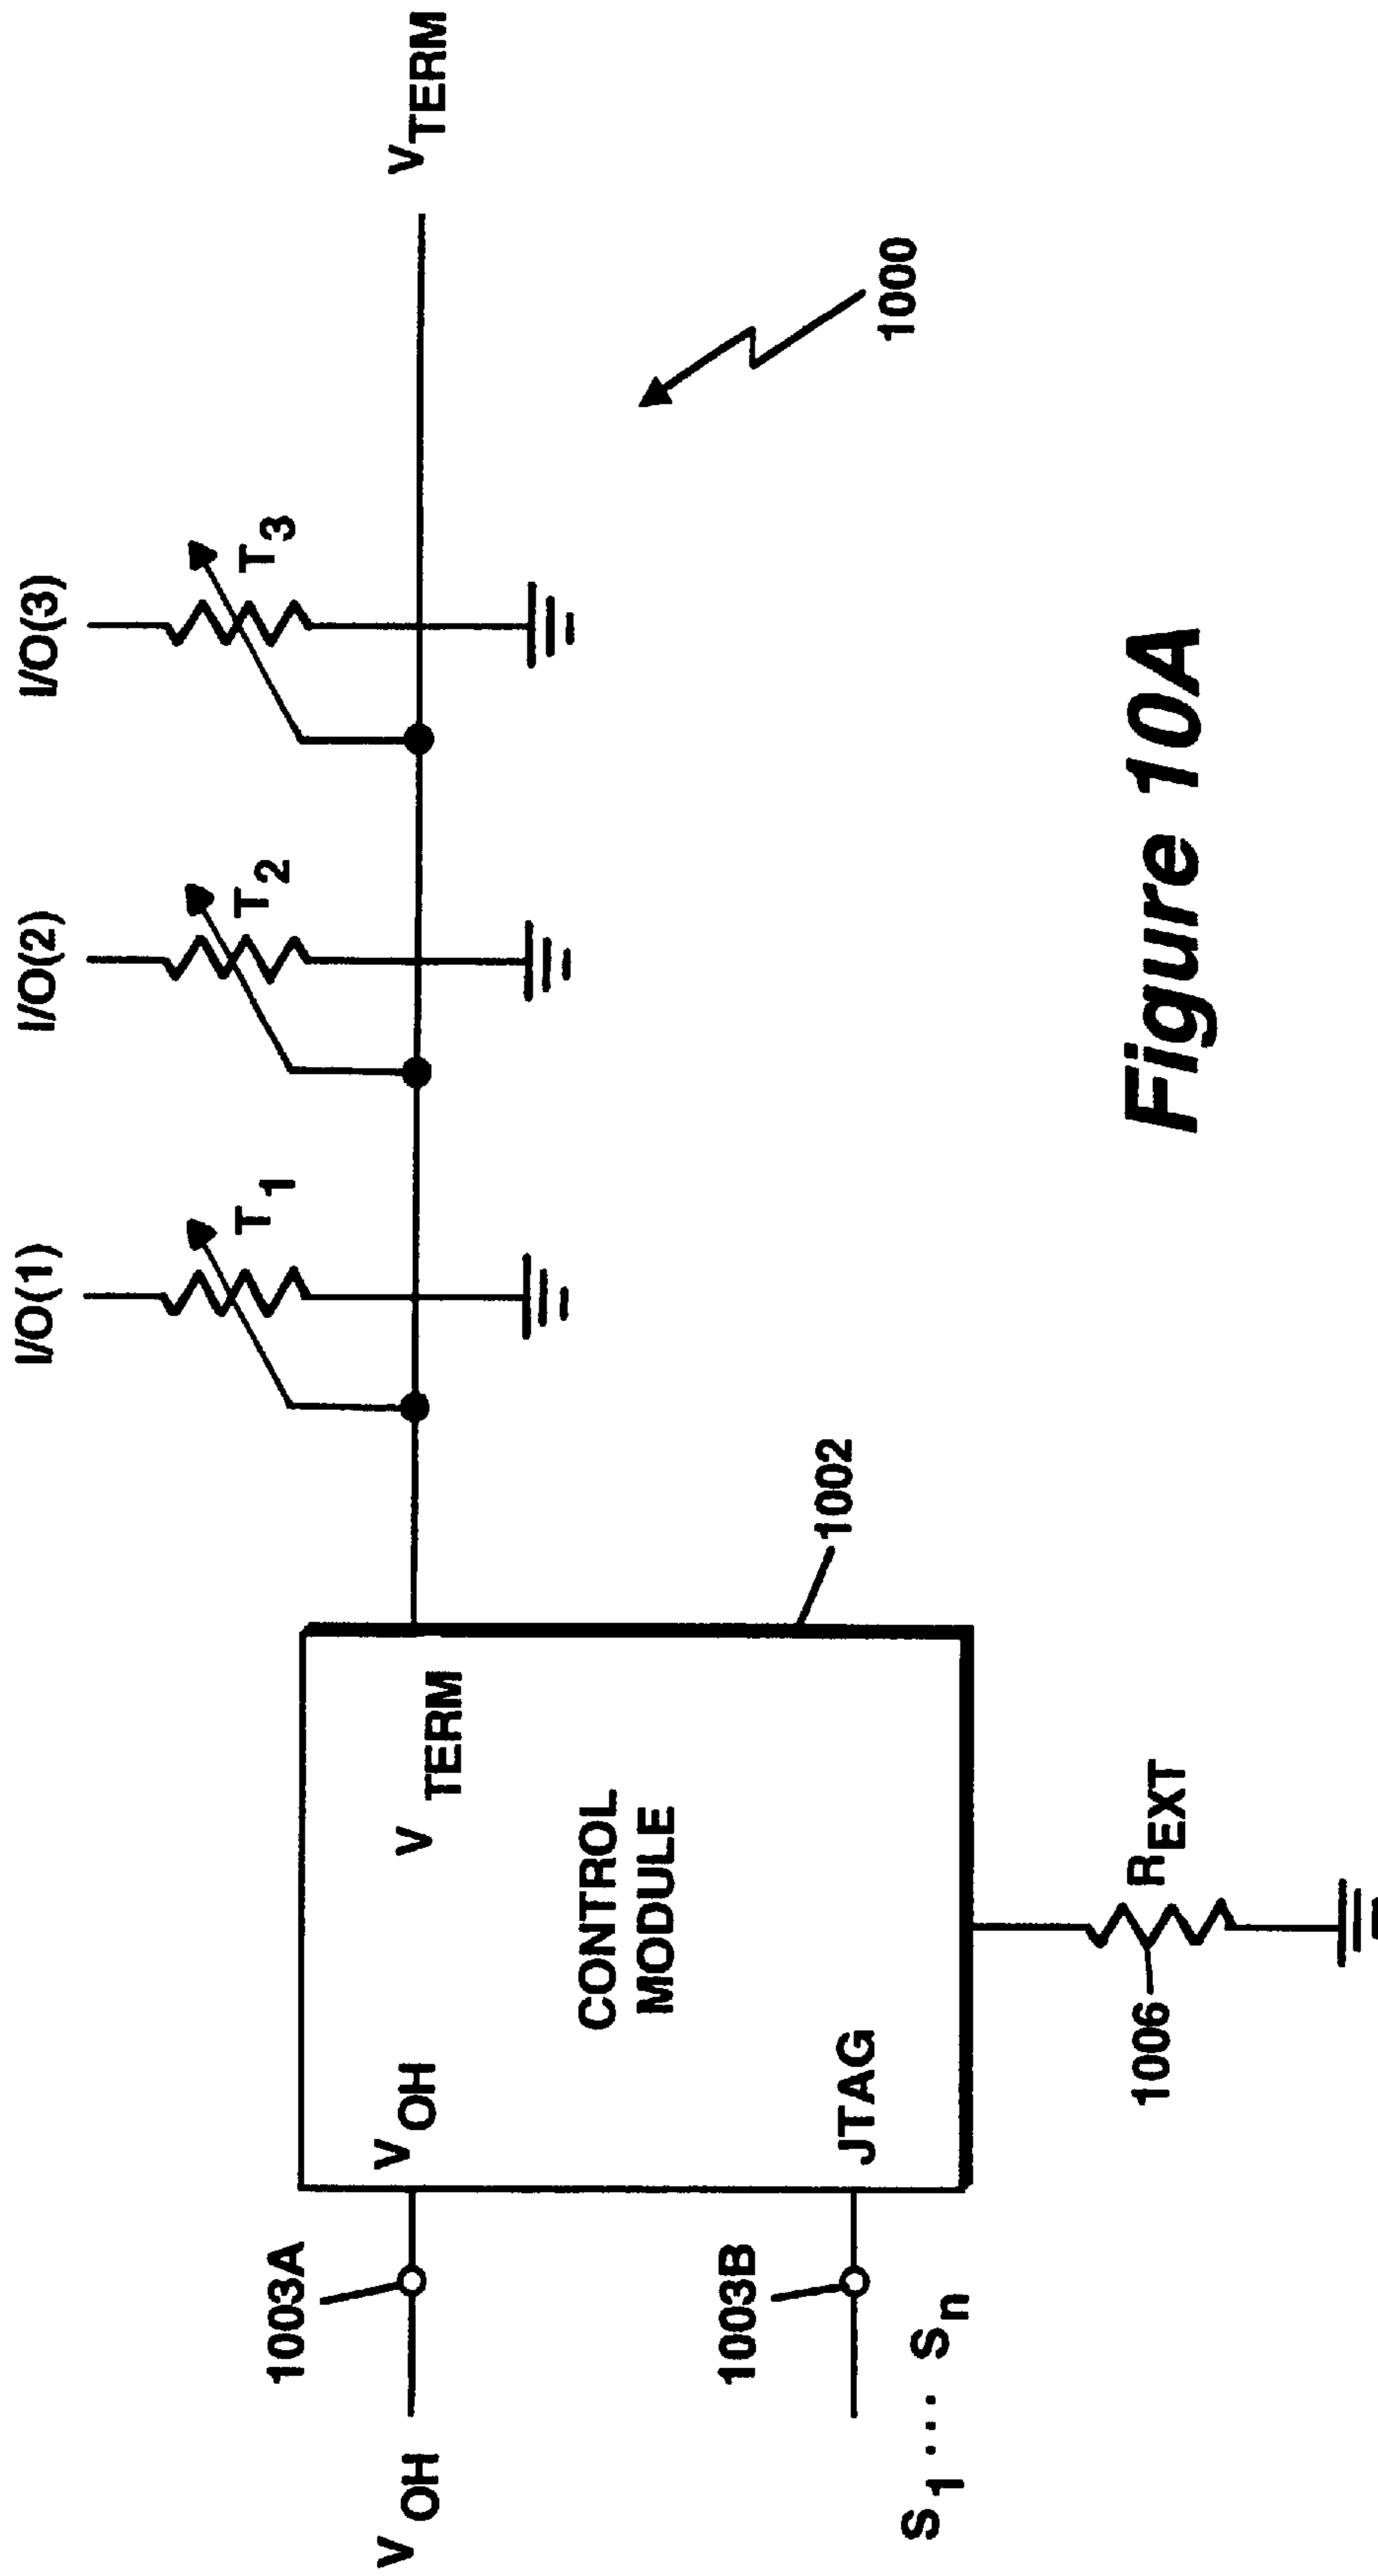 I/O(1)
I/O(2)
I/O(3)
T1
T2
T3
VOH
1003A
VOH
V TERM
VTERM
CONTROL
MODULE
1002
1000
1003B
JTAG
S1 ... Sn
1006
REXT
Figure 10A